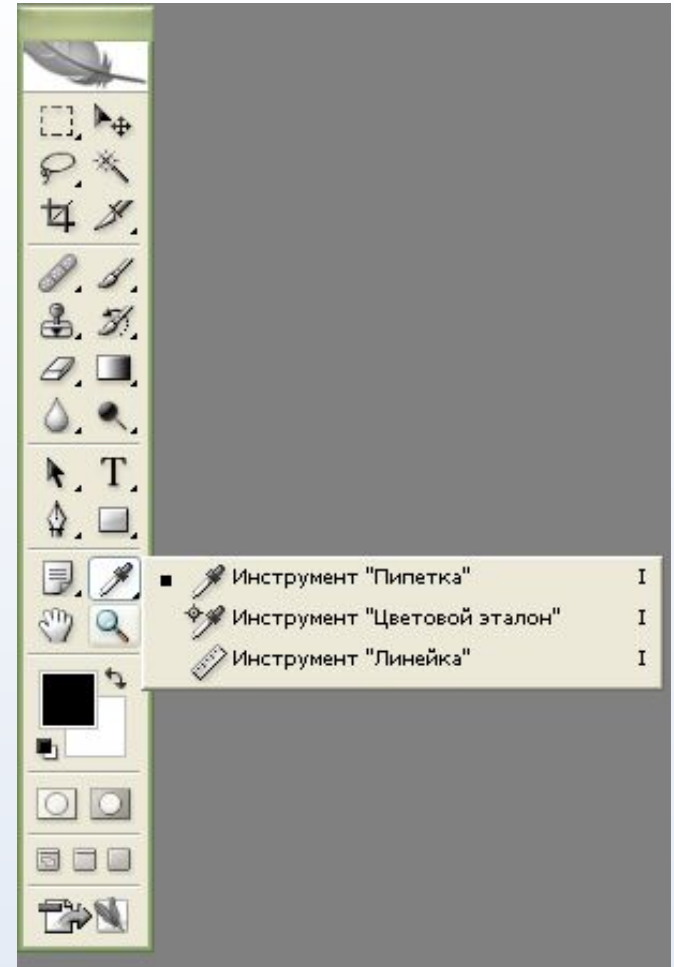 T
Инструмент "Пипетка" I
Инструмент "Цветовой эталон" I
Инструмент "Линейка" I